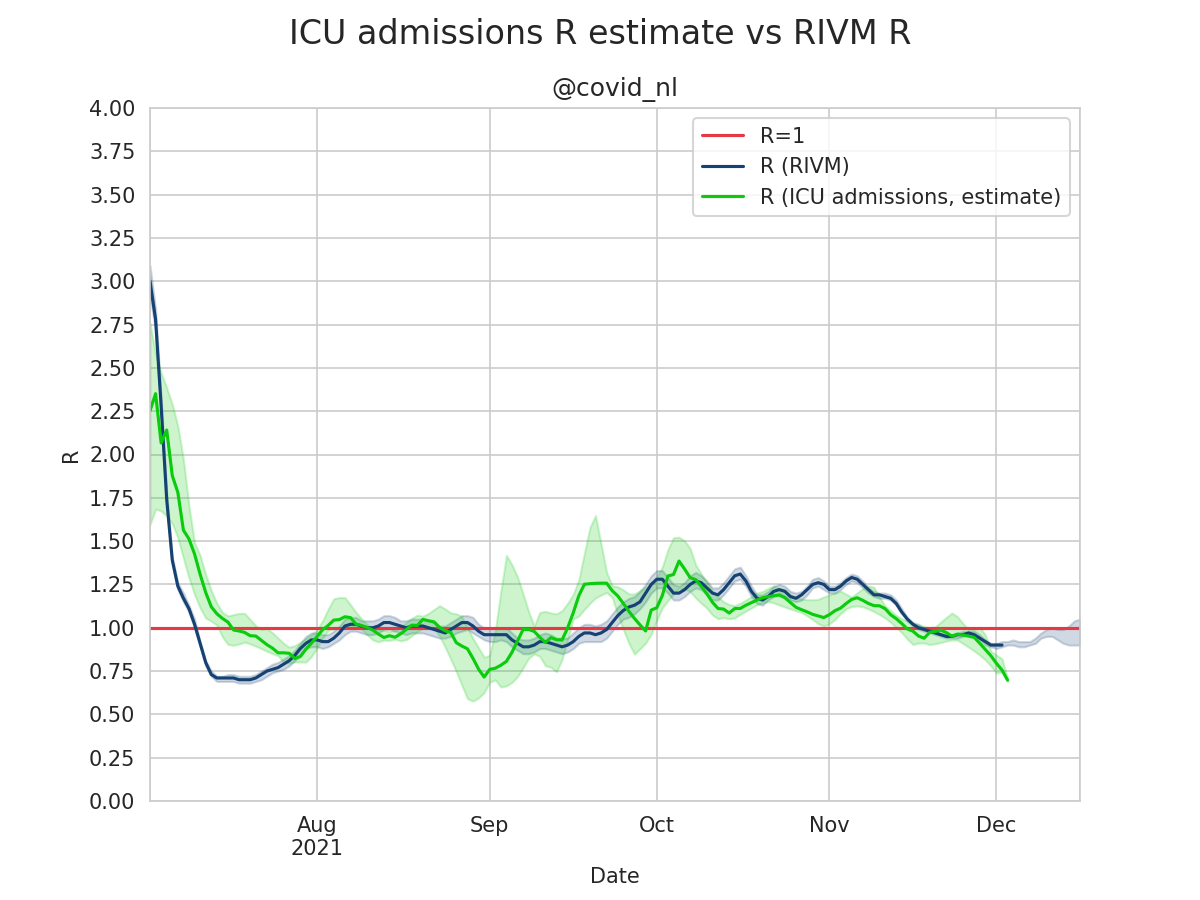 ICU admissions R estimate vs RIVM R
@covid_nl
4.00
3.75
3.50
3.25
3.00
2.75
2.50
2.25
2.00
1.75
1.50
1.25
1.00
0.75
0.50
0.25
0.00
R
R=1
R (RIVM)
R (ICU admissions, estimate)
Aug
2021
Sep
Oct
Nov
Dec
Date